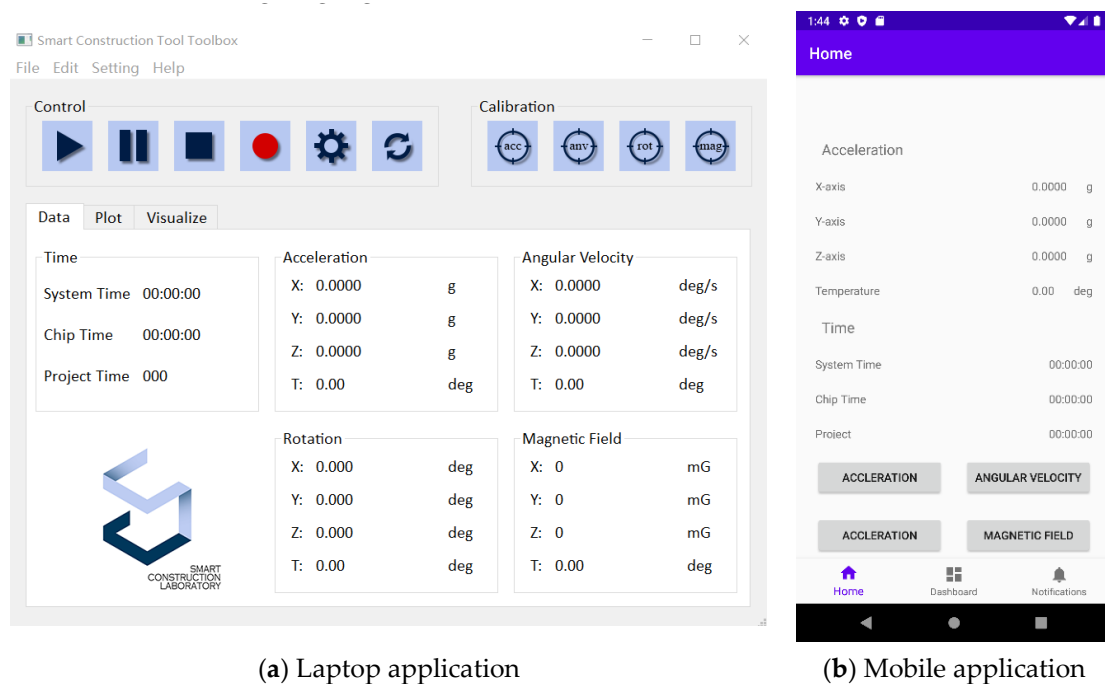 Smart Construction Tool Toolbox
File Edit Setting Help
Control
Calibration
acc
anv
rot
mag
Data Plot Visualize
Time
System Time 00:00:00
Chip Time 00:00:00
Project Time 000
Acceleration
X: 0.0000 g
Y: 0.0000 g
Z: 0.0000 g
T: 0.00 deg
Angular Velocity
X: 0.0000 deg/s
Y: 0.0000 deg/s
Z: 0.0000 deg/s
T: 0.00 deg
SMART
CONSTRUCTION
LABORATORY
Rotation
X: 0.000 deg
Y: 0.000 deg
Z: 0.000 deg
T: 0.00 deg
Magnetic Field
X: 0 mG
Y: 0 mG
Z: 0 mG
T: 0.00 deg
(a) Laptop application
1:44
Home
Acceleration
X-axis 0.0000 g
Y-axis 0.0000 g
Z-axis 0.0000 g
Temperature 0.00 deg
Time
System Time 00:00:00
Chip Time 00:00:00
Project 00:00:00
ACCLERATION ANGULAR VELOCITY
ACCLERATION MAGNETIC FIELD
Home Dashboard Notifications
(b) Mobile application